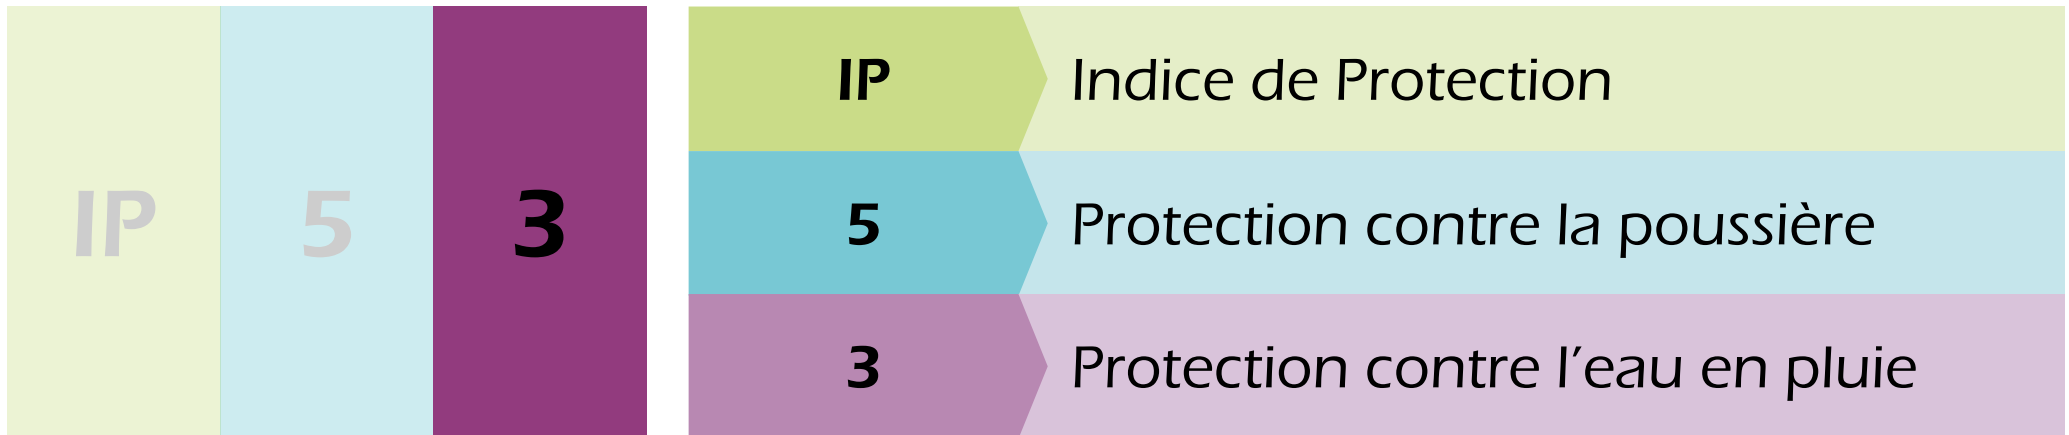 IP 5 3
IP Indice de Protection
5 Protection contre la poussière
3 Protection contre l’eau en pluie